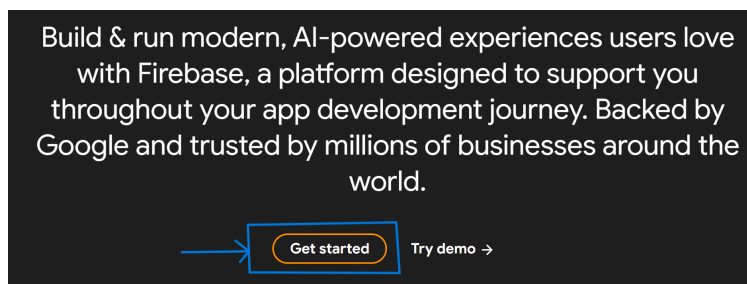 Build & run modern, AI-powered experiences users love
with Firebase, a platform designed to support you
throughout your app development journey. Backed by
Google and trusted by millions of businesses around the
world.
Get started Try demo →